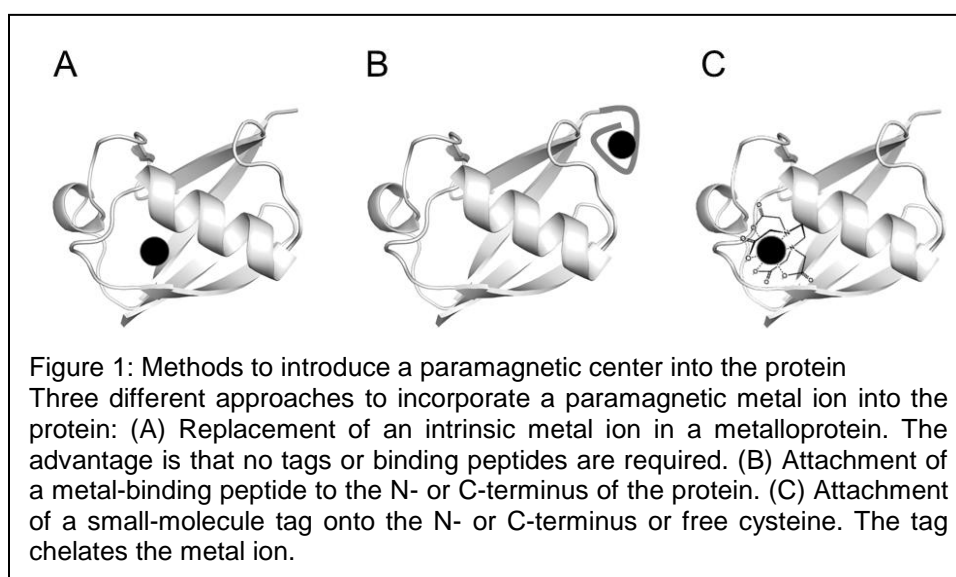 A B C
Figure 1: Methods to introduce a paramagnetic center into the protein
Three different approaches to incorporate a paramagnetic metal ion into the
protein: (A) Replacement of an intrinsic metal ion in a metalloprotein. The
advantage is that no tags or binding peptides are required. (B) Attachment of
a metal-binding peptide to the N- or C-terminus of the protein. (C) Attachment
of a small-molecule tag onto the N- or C-terminus or free cysteine. The tag
chelates the metal ion.